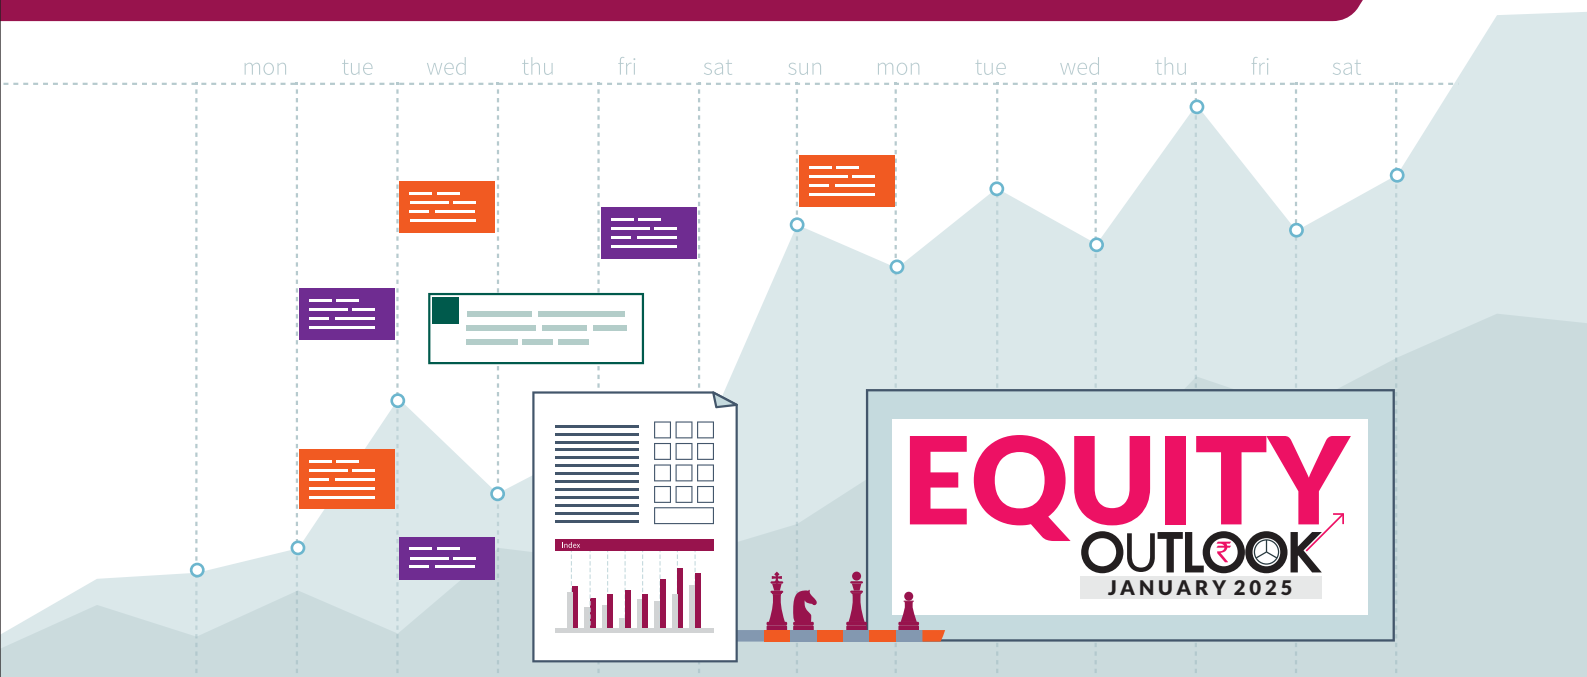 mon tue wed thu fri sat sun mon tue wed thu fri sat
EQUITY
OUTLOOK
₹
JANUARY 2025
Index